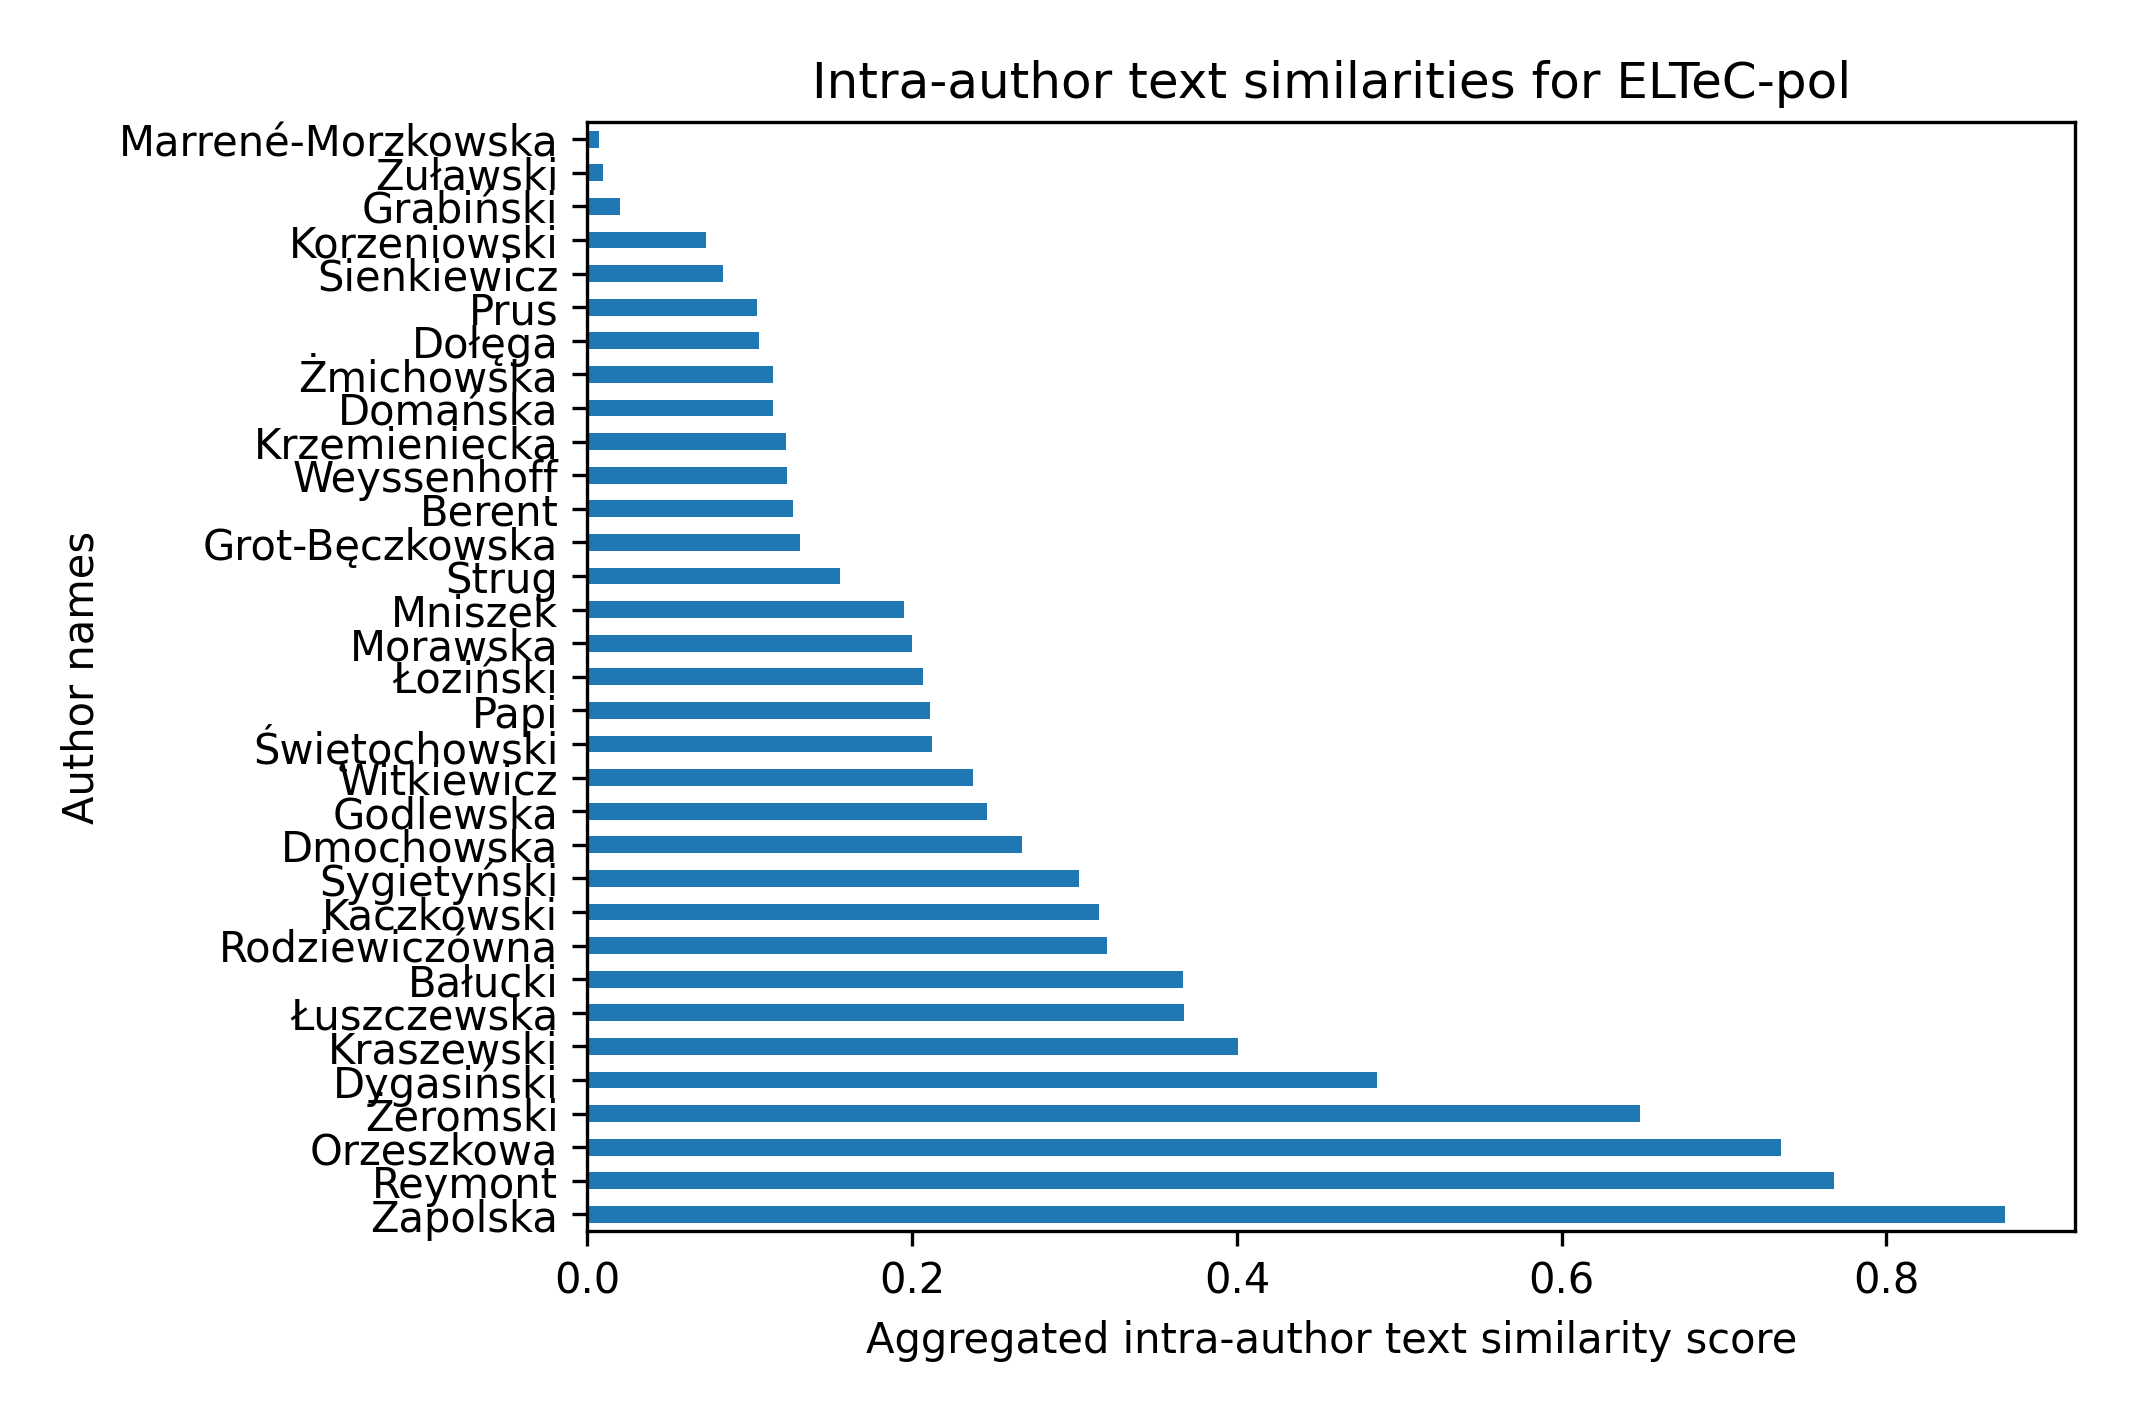 Intra-author text similarities for ELTeC-pol
Marrené-Morzkowska
Żuławski
Grabiński
Korzeniowski
Sienkiewicz
Prus
Dołęga
Żmichowska
Domańska
Krzemieniecka
Weyssenhoff
Berent
Grot-Bęczkowska
Strug
Mniszek
Morawska
Łoziński
Papi
Świętochowski
Witkiewicz
Godlewska
Dmochowska
Sygietyński
Kaczkowski
Rodziewiczówna
Bałucki
Łuszczewska
Kraszewski
Dygasiński
Żeromski
Orzeszkowa
Reymont
Zapolska
Author names
0.0 0.2 0.4 0.6 0.8
Aggregated intra-author text similarity score